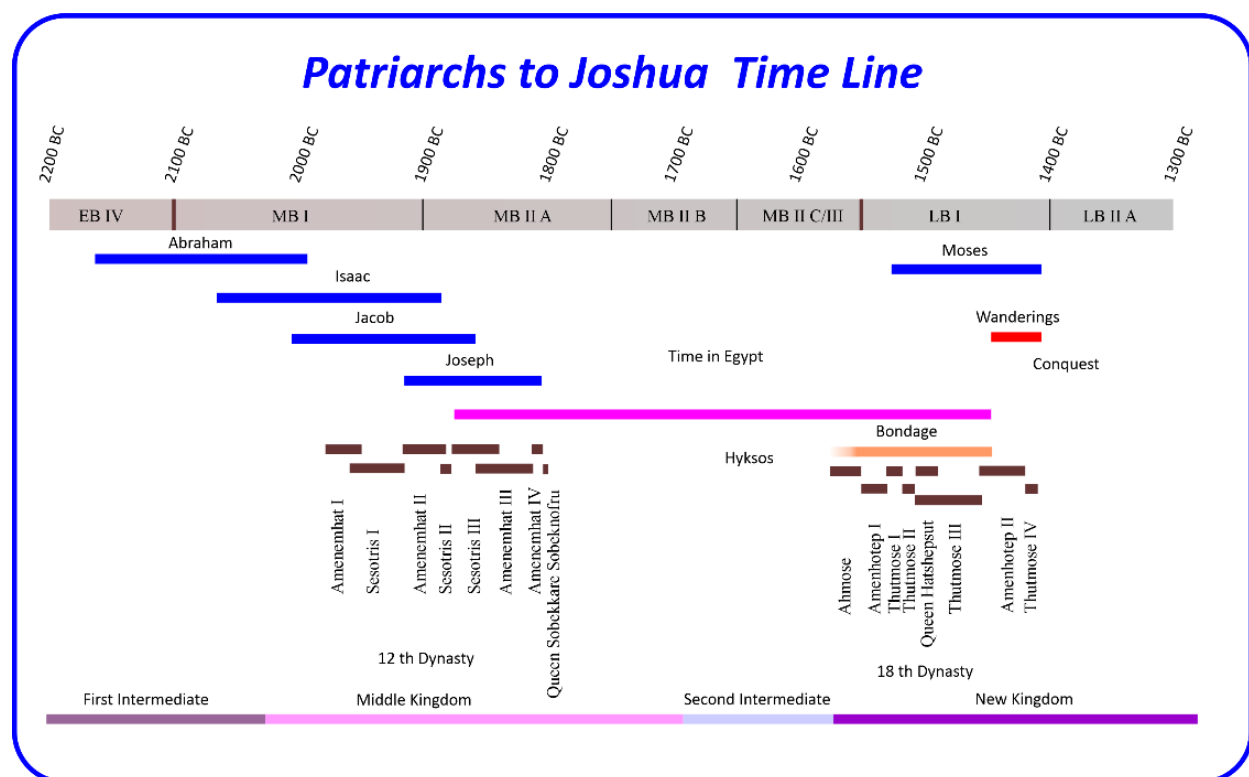 Patriarchs to Joshua Time Line
2200 BC
2100 BC
2000 BC
1900 BC
1800 BC
1700 BC
1600 BC
1500 BC
1400 BC
1300 BC
EB IV
MB I
MB II A
MB II B
MB II C/III
LB I
LB II A
Abraham
Moses
Isaac
Jacob
Wanderings
Joseph
Time in Egypt
Conquest
Bondage
Hyksos
Amenemhat I
Sesotris I
Amenemhat II
Sesotris II
Sesotris III
Amenemhat III
Amenemhat IV
Queen Sobekkare Sobeknofru
Ahmose
Amenhotep I
Thutmose I
Thutmose II
Queen Hatshepsut
Thutmose III
Amenhotep II
Thutmose IV
12 th Dynasty
18 th Dynasty
First Intermediate
Middle Kingdom
Second Intermediate
New Kingdom